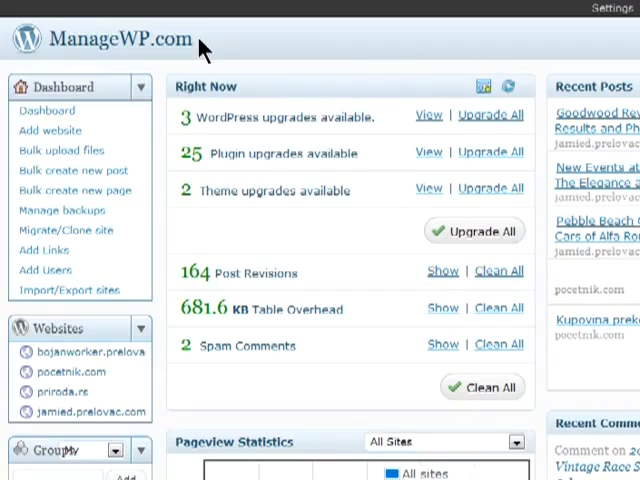 Settings
ManageWP.com
Dashboard
Dashboard
Add website
Bulk upload files
Bulk create new post
Bulk create new page
Manage backups
Migrate/Clone site
Add Links
Add Users
Import/Export sites
Websites
bojanworker.prelova
pocetnik.com
priroda.rs
jamied.prelovac.com
Groups
My
Add
Right Now
3 WordPress upgrades available. View | Upgrade All
25 Plugin upgrades available View | Upgrade All
2 Theme upgrades available View | Upgrade All
Upgrade All
164 Post Revisions Show | Clean All
681.6 KB Table Overhead Show | Clean All
2 Spam Comments Show | Clean All
Clean All
Pageview Statistics All Sites
All sites
Recent Posts
Goodwood Rev
Results and Ph
jamied.prelovac
New Events at
The Elegance a
jamied.prelovac
Pebble Beach C
Cars of Alfa Ro
jamied.prelovac
pocetnik.com
Kupovina preko
pocetnik.com
Recent Comme
Comment on
Vintage Race S